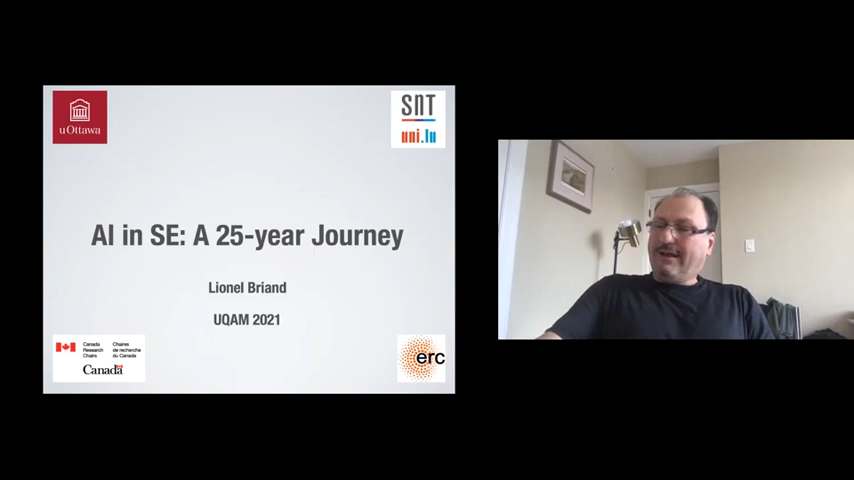 uOttawa
SNT
uni.lu
AI in SE: A 25-year Journey
Lionel Briand
UQAM 2021
Canada Chaires
Research de recherche
Chairs du Canada
Canada
erc